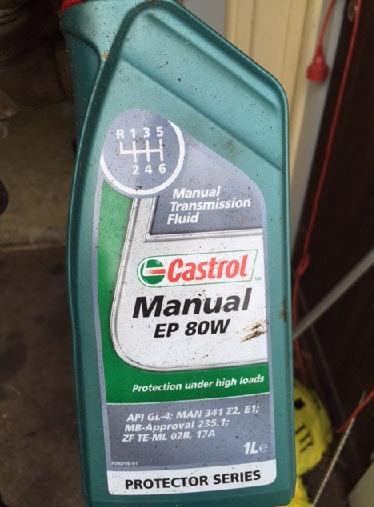 R 1 3 5
2 4 6
Manual
Transmission
Fluid
Castrol
Manual
EP 80W
Protection under high loads
API GL-4; MAN 341 Z2, E1;
MB-Approval 235.1;
ZF TE-ML 02B, 17A
1L e
PROTECTOR SERIES